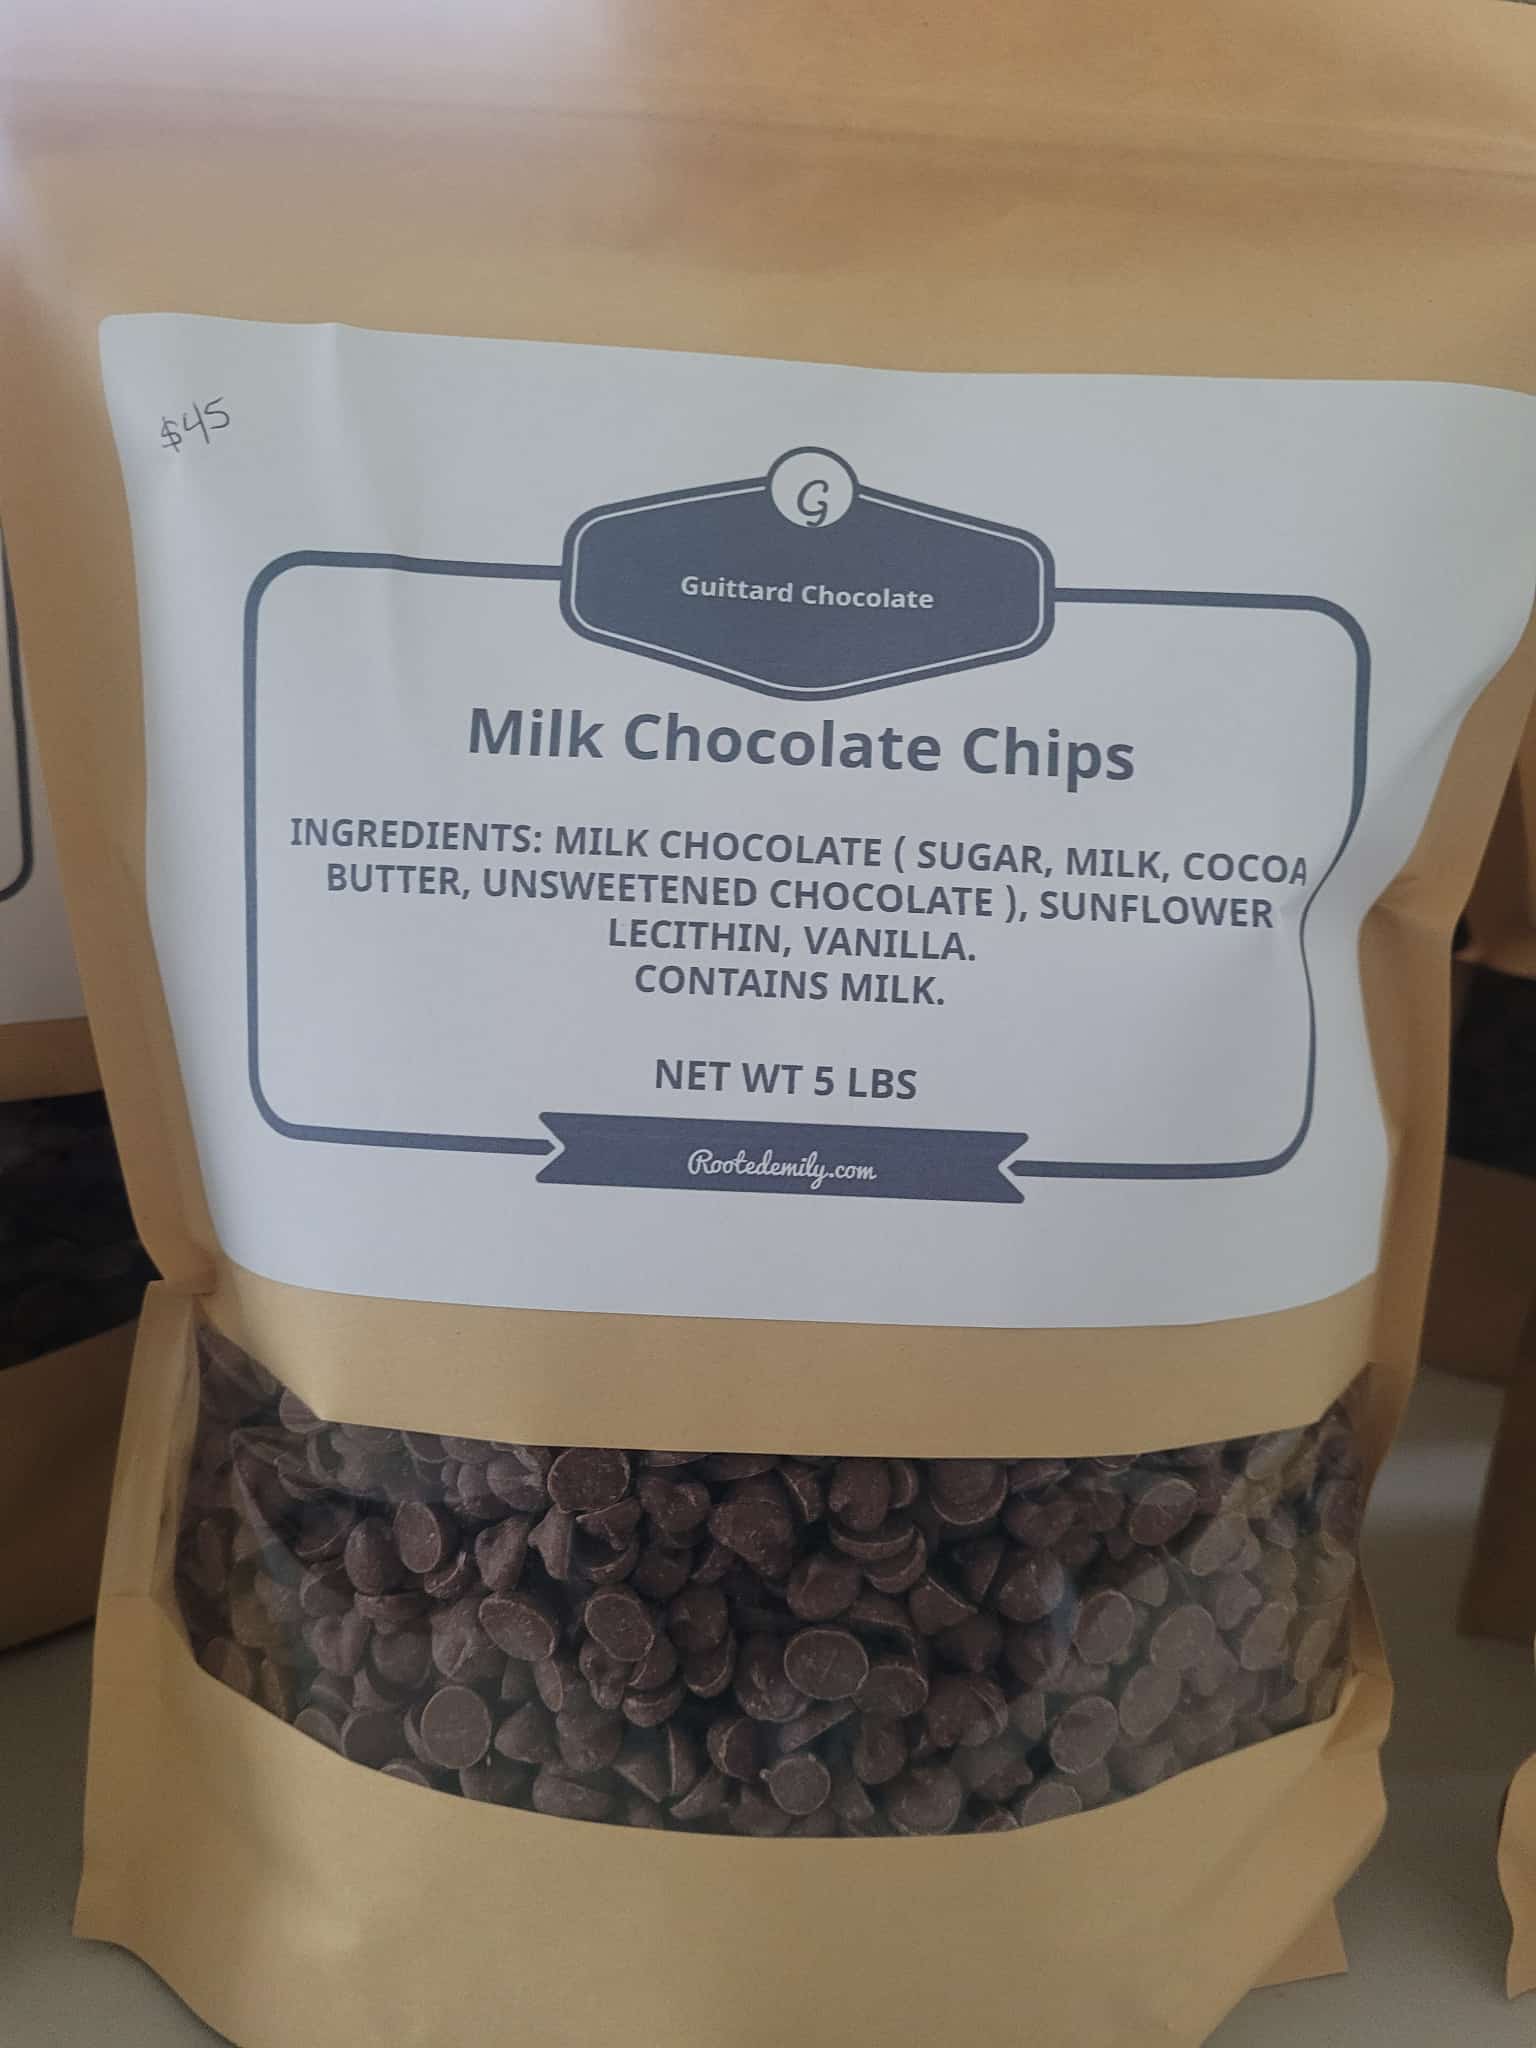 $45
G
Guittard Chocolate
Milk Chocolate Chips
INGREDIENTS: MILK CHOCOLATE ( SUGAR, MILK, COCOA
BUTTER, UNSWEETENED CHOCOLATE ), SUNFLOWER
LECITHIN, VANILLA.
CONTAINS MILK.
NET WT 5 LBS
Rootedemily.com